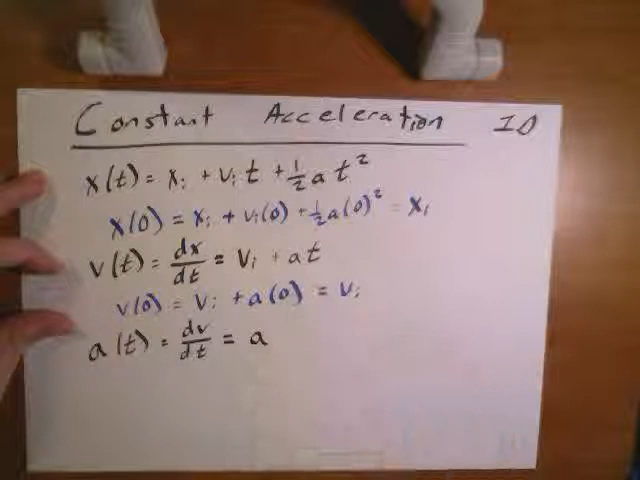 Constant Acceleration 1D
x(t) = xᵢ + vᵢ t + ½ a t²
x(0) = xᵢ + vᵢ(0) + ½ a(0)² = xᵢ
v(t) = dx/dt = vᵢ + at
v(0) = vᵢ + a(0) = vᵢ
a(t) = dv/dt = a